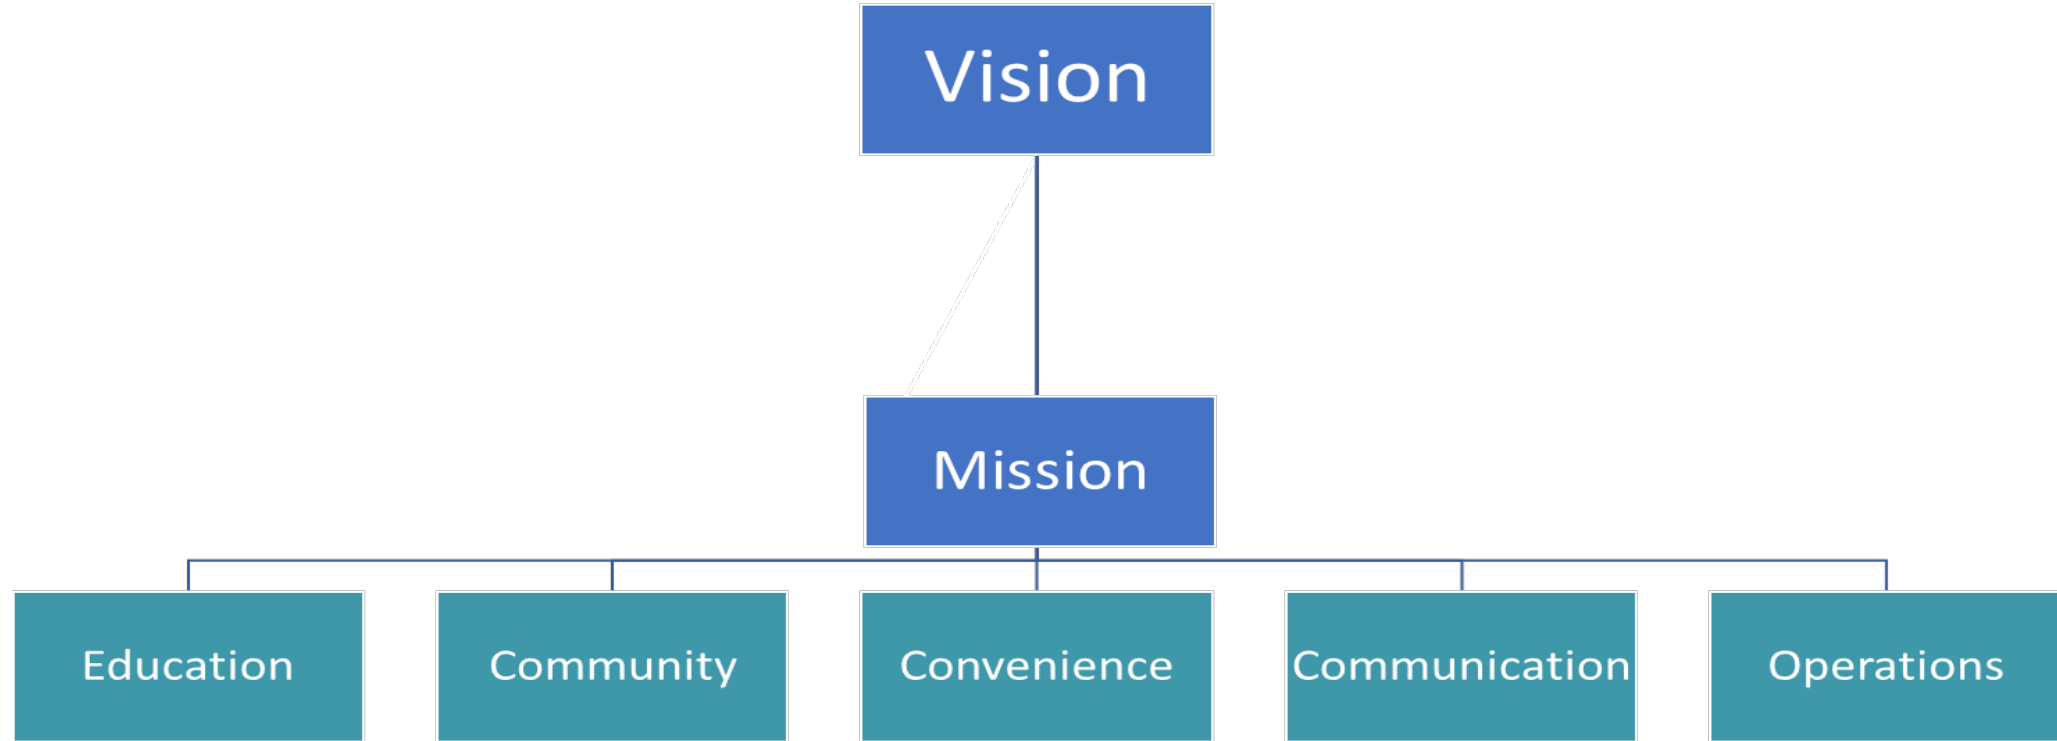 Vision
Mission
Education
Community
Convenience
Communication
Operations